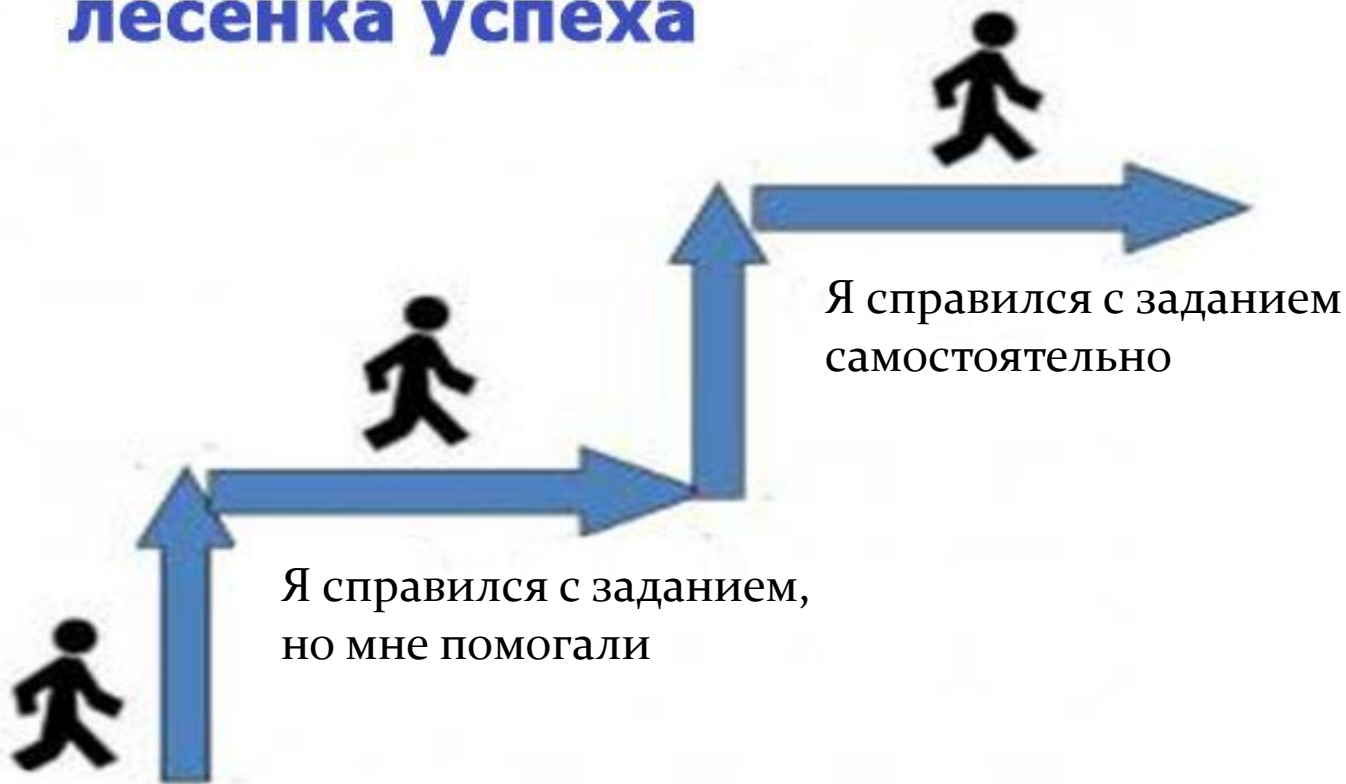 лесенка успеха
Я справился с заданием
самостоятельно
Я справился с заданием,
но мне помогали